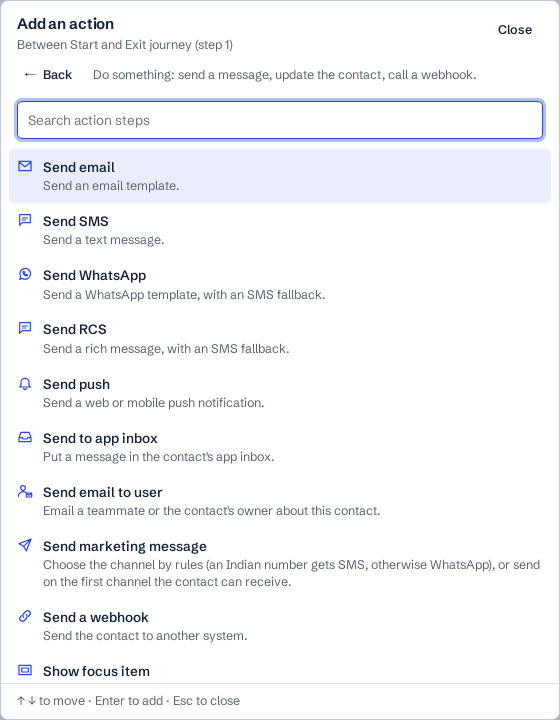 Add an action
Close
Between Start and Exit journey (step 1)
← Back
Do something: send a message, update the contact, call a webhook.
Search action steps
Send email
Send an email template.
Send SMS
Send a text message.
Send WhatsApp
Send a WhatsApp template, with an SMS fallback.
Send RCS
Send a rich message, with an SMS fallback.
Send push
Send a web or mobile push notification.
Send to app inbox
Put a message in the contact's app inbox.
Send email to user
Email a teammate or the contact's owner about this contact.
Send marketing message
Choose the channel by rules (an Indian number gets SMS, otherwise WhatsApp), or send
on the first channel the contact can receive.
Send a webhook
Send the contact to another system.
Show focus item
↑↓ to move · Enter to add · Esc to close